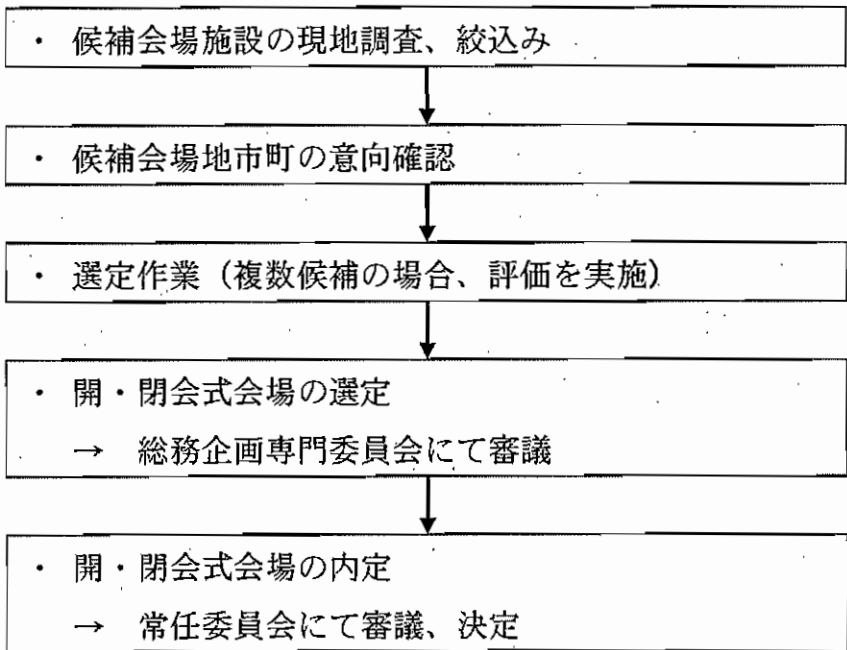 ・ 候補会場施設の現地調査、絞込み
・ 候補会場地市町の意向確認
・ 選定作業（複数候補の場合、評価を実施）
・ 開・閉会式会場の選定
→ 総務企画専門委員会にて審議
・ 開・閉会式会場の内定
→ 常任委員会にて審議、決定